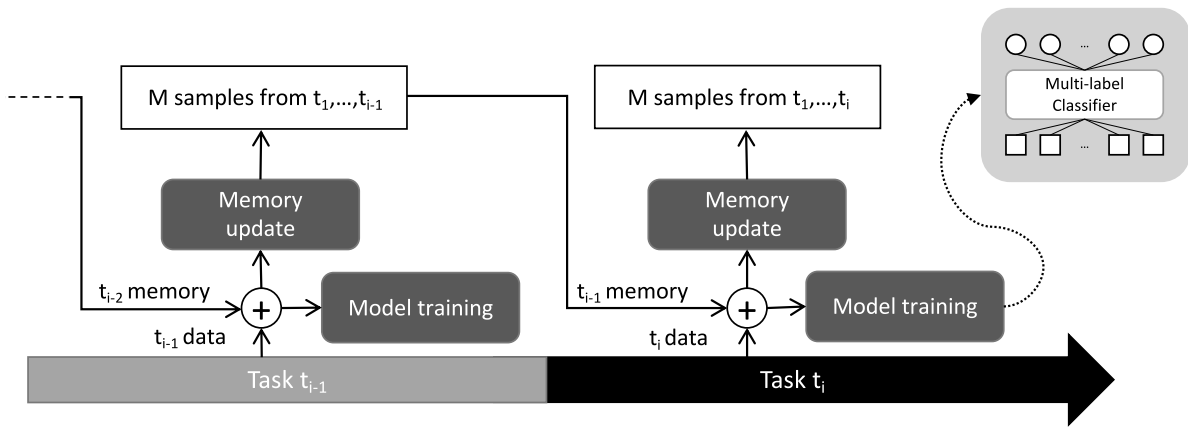 M samples from t1,...,ti-1
M samples from t1,...,ti
...
Multi-label
Classifier
...
Memory
update
Memory
update
ti-2 memory
+
Model training
ti-1 memory
+
Model training
ti-1 data
ti data
Task ti-1
Task ti